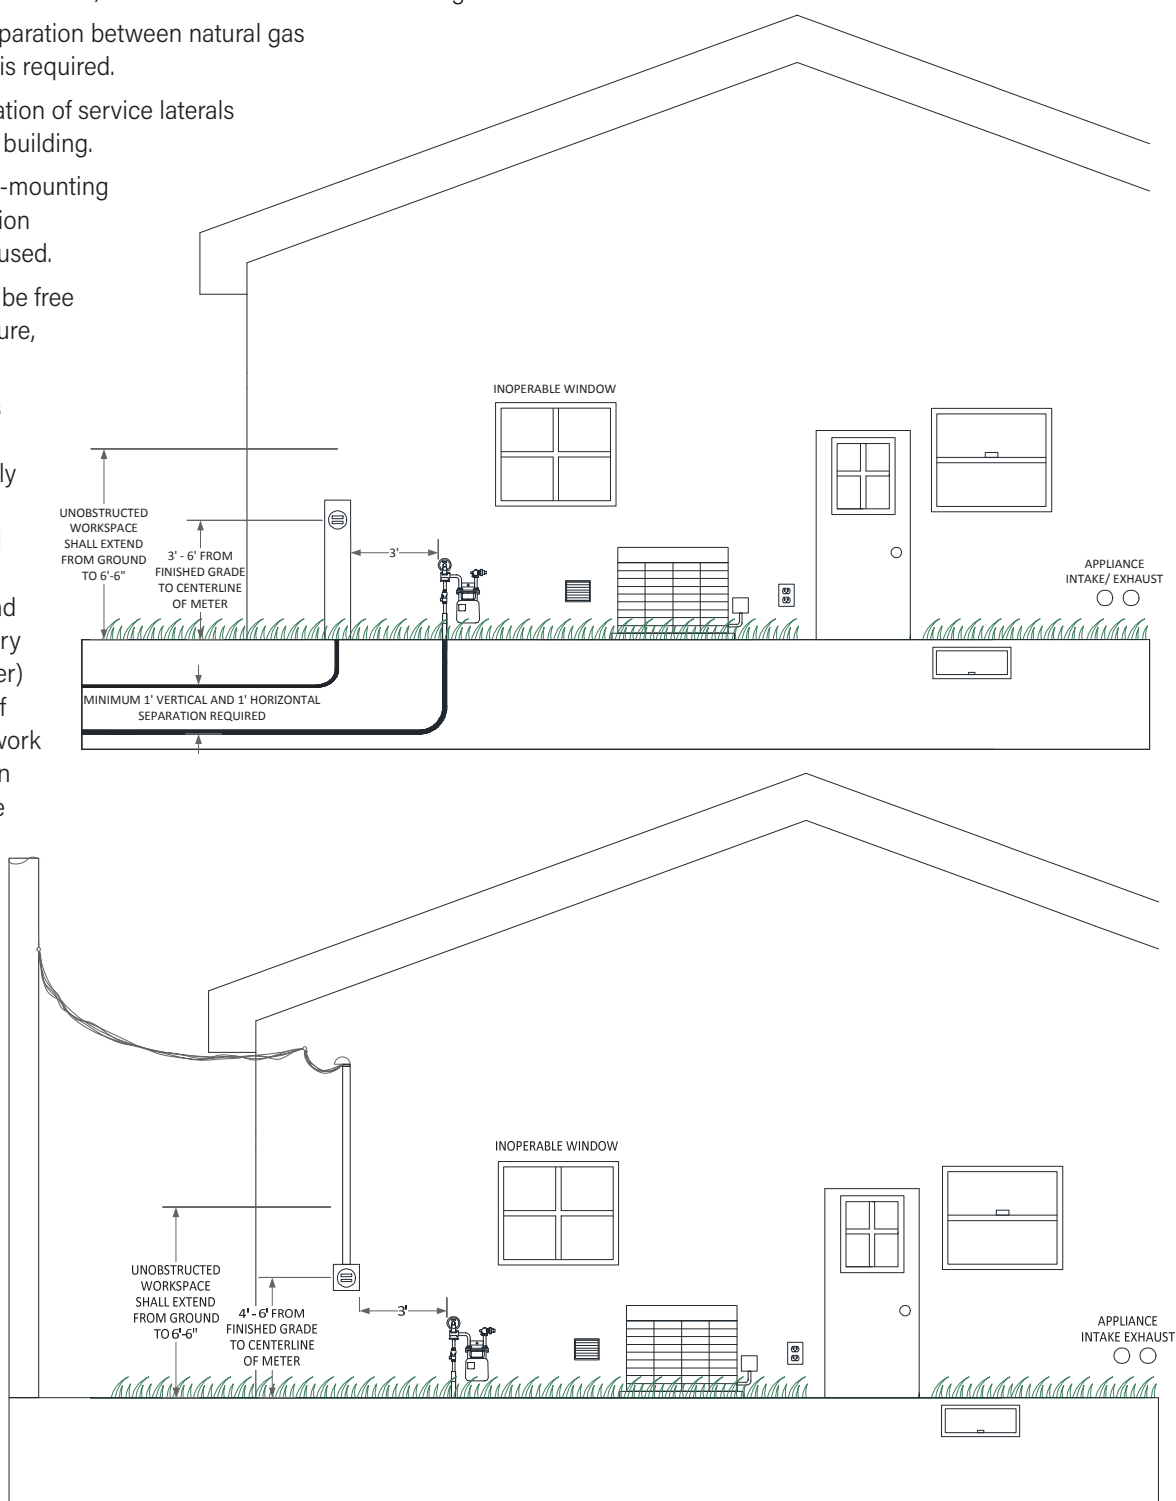 paration between natural gas
is required.
ation of service laterals
building.
-mounting
ion
used.
be free
ure,
s
ly
nd
ry
er)
f
work
n
e
INOPERABLE WINDOW
UNOBSTRUCTED
WORKSPACE
SHALL EXTEND
FROM GROUND
TO 6'-6"
3' - 6' FROM
FINISHED GRADE
TO CENTERLINE
OF METER
3'
APPLIANCE
INTAKE/ EXHAUST
MINIMUM 1' VERTICAL AND 1' HORIZONTAL
SEPARATION REQUIRED
INOPERABLE WINDOW
UNOBSTRUCTED
WORKSPACE
SHALL EXTEND
FROM GROUND
TO 6'-6"
4' - 6' FROM
FINISHED GRADE
TO CENTERLINE
OF METER
3'
APPLIANCE
INTAKE EXHAUST